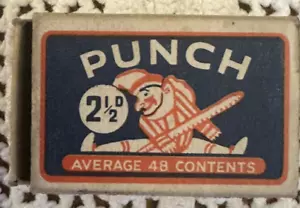 PUNCH
2½D
AVERAGE 48 CONTENTS